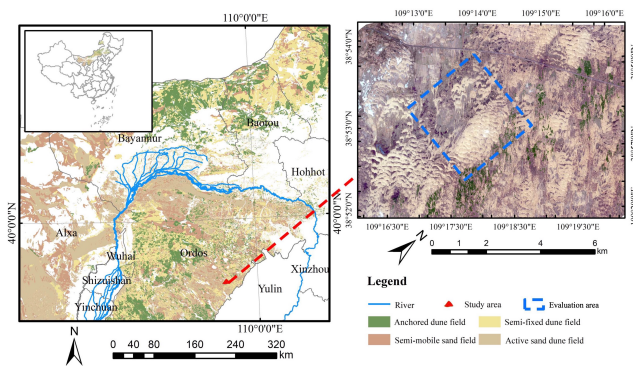 110°0'0"E
Baotou
Bayannur
Hohhot
40°0'0"N
40°0'0"N
Alxa
Wuhai
Ordos
Shizuishan
Xinzhou
Yulin
Yinchuan
110°0'0"E
N
0 40 80 160 240 320
km
109°13'0"E 109°14'0"E 109°15'0"E 109°16'0"E
38°54'0"N
38°53'0"N
38°52'0"N
109°16'30"E 109°17'30"E 109°18'30"E 109°19'30"E
N
0 1 2 4 6
km
Legend
River Study area Evaluation area
Anchored dune field Semi-fixed dune field
Semi-mobile sand field Active sand dune field